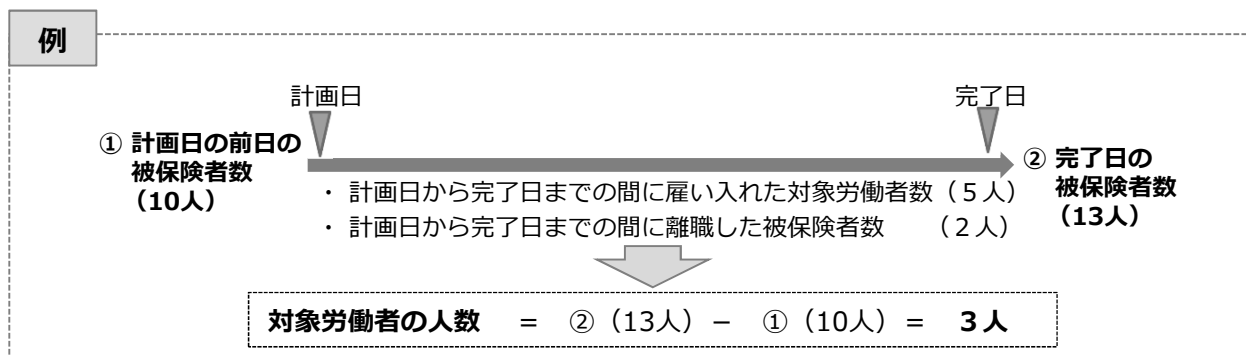 例
計画日
完了日
① 計画日の前日の
被保険者数
（10人）
② 完了日の
被保険者数
（13人）
・ 計画日から完了日までの間に雇い入れた対象労働者数（５人）
・ 計画日から完了日までの間に離職した被保険者数　　（２人）
対象労働者の人数　＝　②（13人）－　①（10人）＝　３人